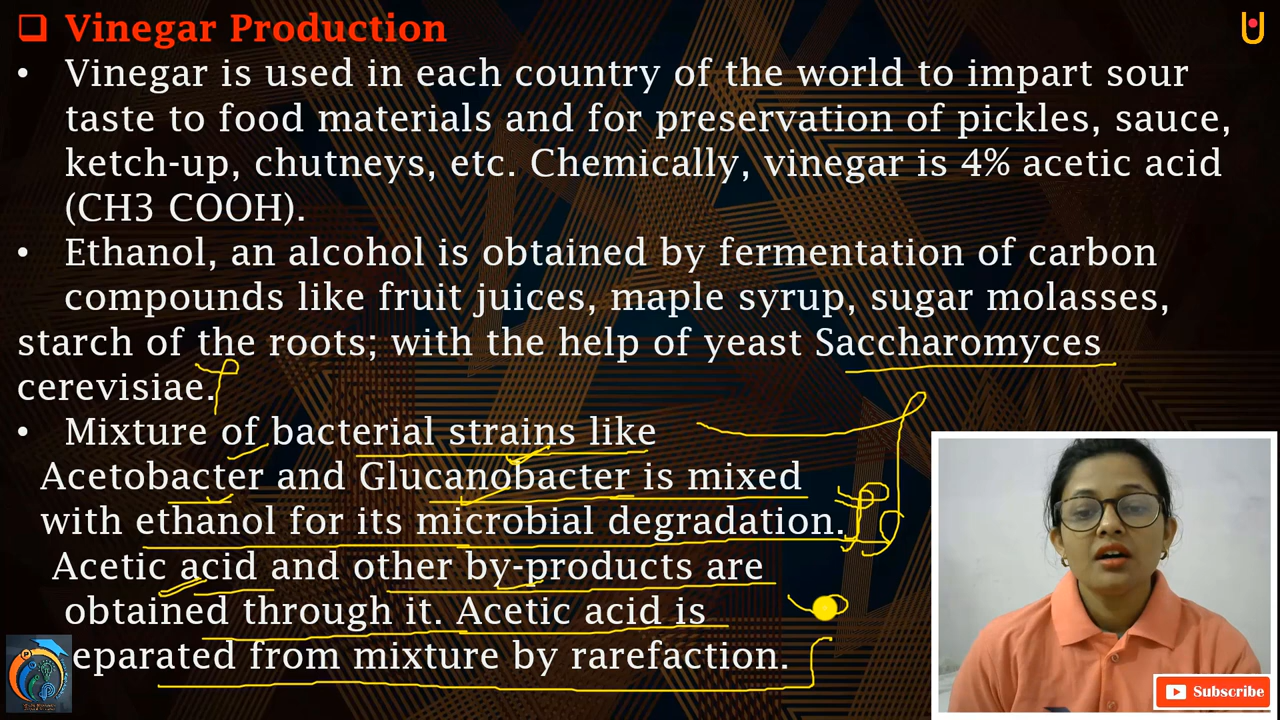 Vinegar Production
• Vinegar is used in each country of the world to impart sour
taste to food materials and for preservation of pickles, sauce,
ketch-up, chutneys, etc. Chemically, vinegar is 4% acetic acid
(CH3 COOH).
• Ethanol, an alcohol is obtained by fermentation of carbon
compounds like fruit juices, maple syrup, sugar molasses,
starch of the roots; with the help of yeast Saccharomyces
cerevisiae.
• Mixture of bacterial strains like
Acetobacter and Glucanobacter is mixed
with ethanol for its microbial degradation.
Acetic acid and other by-products are
obtained through it. Acetic acid is
eparated from mixture by rarefaction.
Subscribe